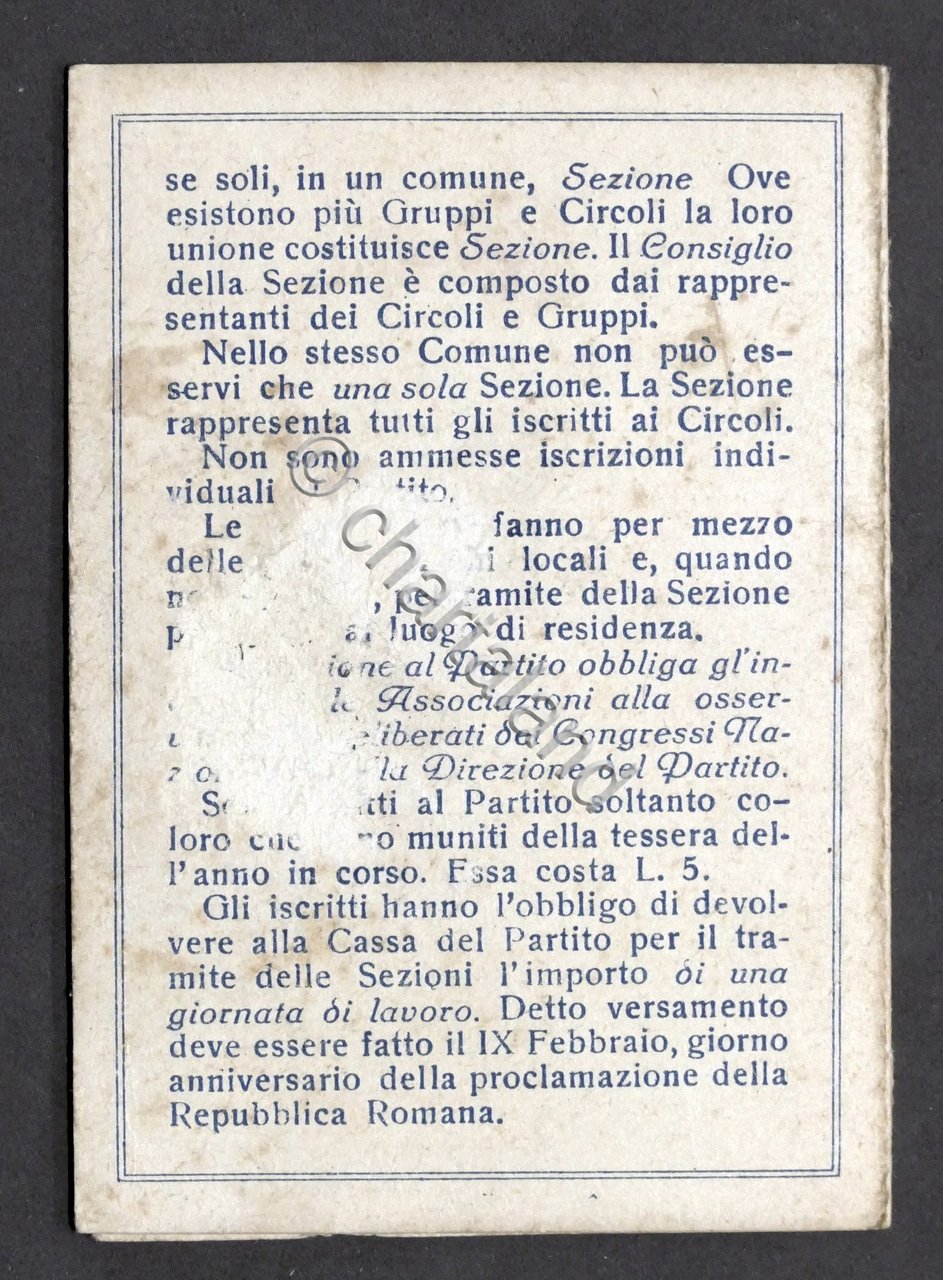 se soli, in un comune, Sezione Ove
esistono più Gruppi e Circoli la loro
unione costituisce Sezione. Il Consiglio
della Sezione è composto dai rappre-
sentanti dei Circoli e Gruppi.
Nello stesso Comune non può es-
servi che una sola Sezione. La Sezione
rappresenta tutti gli iscritti ai Circoli.
Non sono ammesse iscrizioni indi-
viduali
Le fanno per mezzo
delle locali e, quando
della Sezione
luogo di residenza.
al Partito obbliga gl'in-
le Associazioni alla osser-
dei Congressi Na-
Direzione del Partito.
al Partito soltanto co-
loro muniti della tessera del-
l'anno in corso. Essa costa L. 5.
Gli iscritti hanno l'obbligo di devol-
vere alla Cassa del Partito per il tra-
mite delle Sezioni l'importo di una
giornata di lavoro. Detto versamento
deve essere fatto il IX Febbraio, giorno
anniversario della proclamazione della
Repubblica Romana.
© charialand